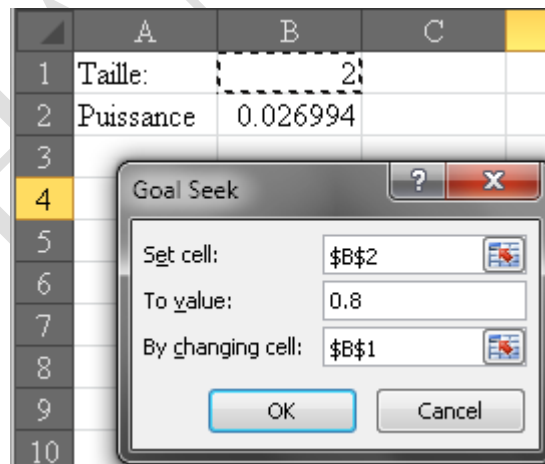 A B C
1 Taille: 2
2 Puissance 0.026994
3
4
5
6
7
8
9
10
Goal Seek ? X
Set cell: $B$2
To value: 0.8
By changing cell: $B$1
OK Cancel